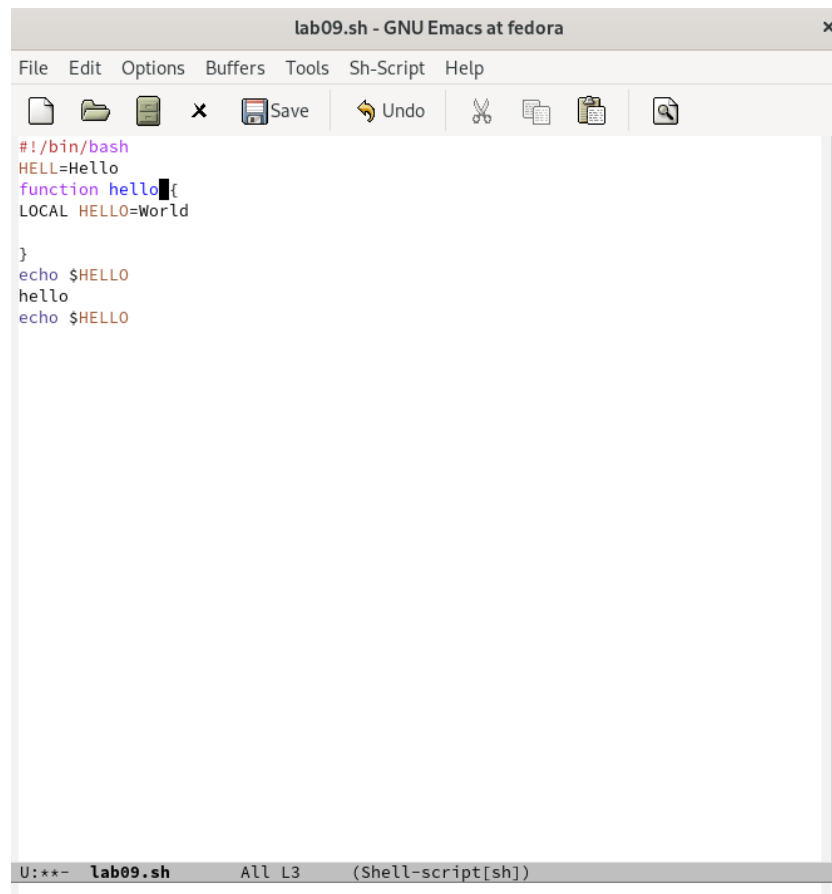 lab09.sh - GNU Emacs at fedora
File Edit Options Buffers Tools Sh-Script Help
Save Undo
#!/bin/bash
HELL=Hello
function hello {
LOCAL HELLO=World
}
echo $HELLO
hello
echo $HELLO
U:**- lab09.sh All L3 (Shell-script[sh])